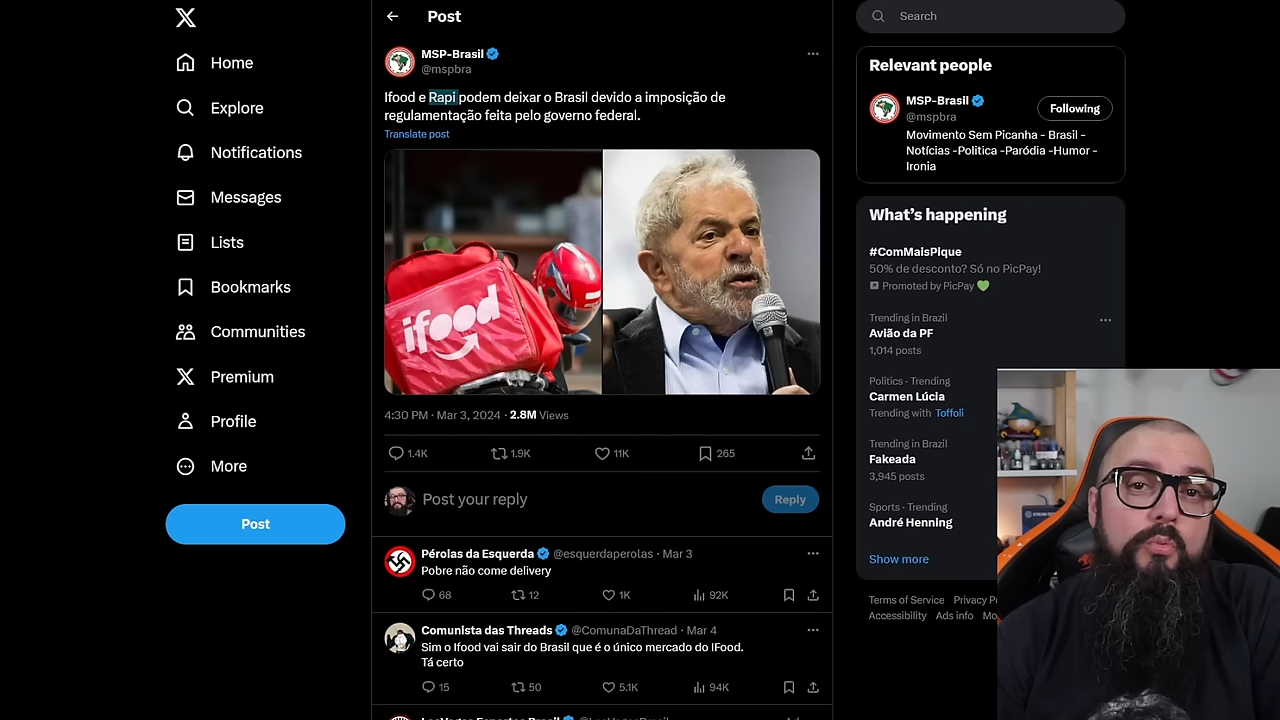 Home
Explore
Notifications
Messages
Lists
Bookmarks
Communities
Premium
Profile
More
Post
Post
MSP-Brasil
@mspbra
Ifood e Rapi podem deixar o Brasil devido a imposição de
regulamentação feita pelo governo federal.
Translate post
ifood
4:30 PM · Mar 3, 2024 · 2.8M Views
1.4K 1.9K 11K 265
Post your reply
Reply
Pérolas da Esquerda @esquerdaperolas · Mar 3
Pobre não come delivery
68 12 1K 92K
Comunista das Threads @ComunaDaThread · Mar 4
Sim o Ifood vai sair do Brasil que é o único mercado do IFood.
Tá certo
15 50 5.1K 94K
Search
Relevant people
MSP-Brasil
@mspbra
Following
Movimento Sem Picanha - Brasil -
Notícias -Politica -Paródia -Humor -
Ironia
What's happening
#ComMaisPique
50% de desconto? Só no PicPay!
Promoted by PicPay 💚
Trending in Brazil
Avião da PF
1,014 posts
Politics · Trending
Carmen Lúcia
Trending with Toffoli
Trending in Brazil
Fakeada
3,945 posts
Sports · Trending
André Henning
Show more
Terms of Service
Accessibility Ads info